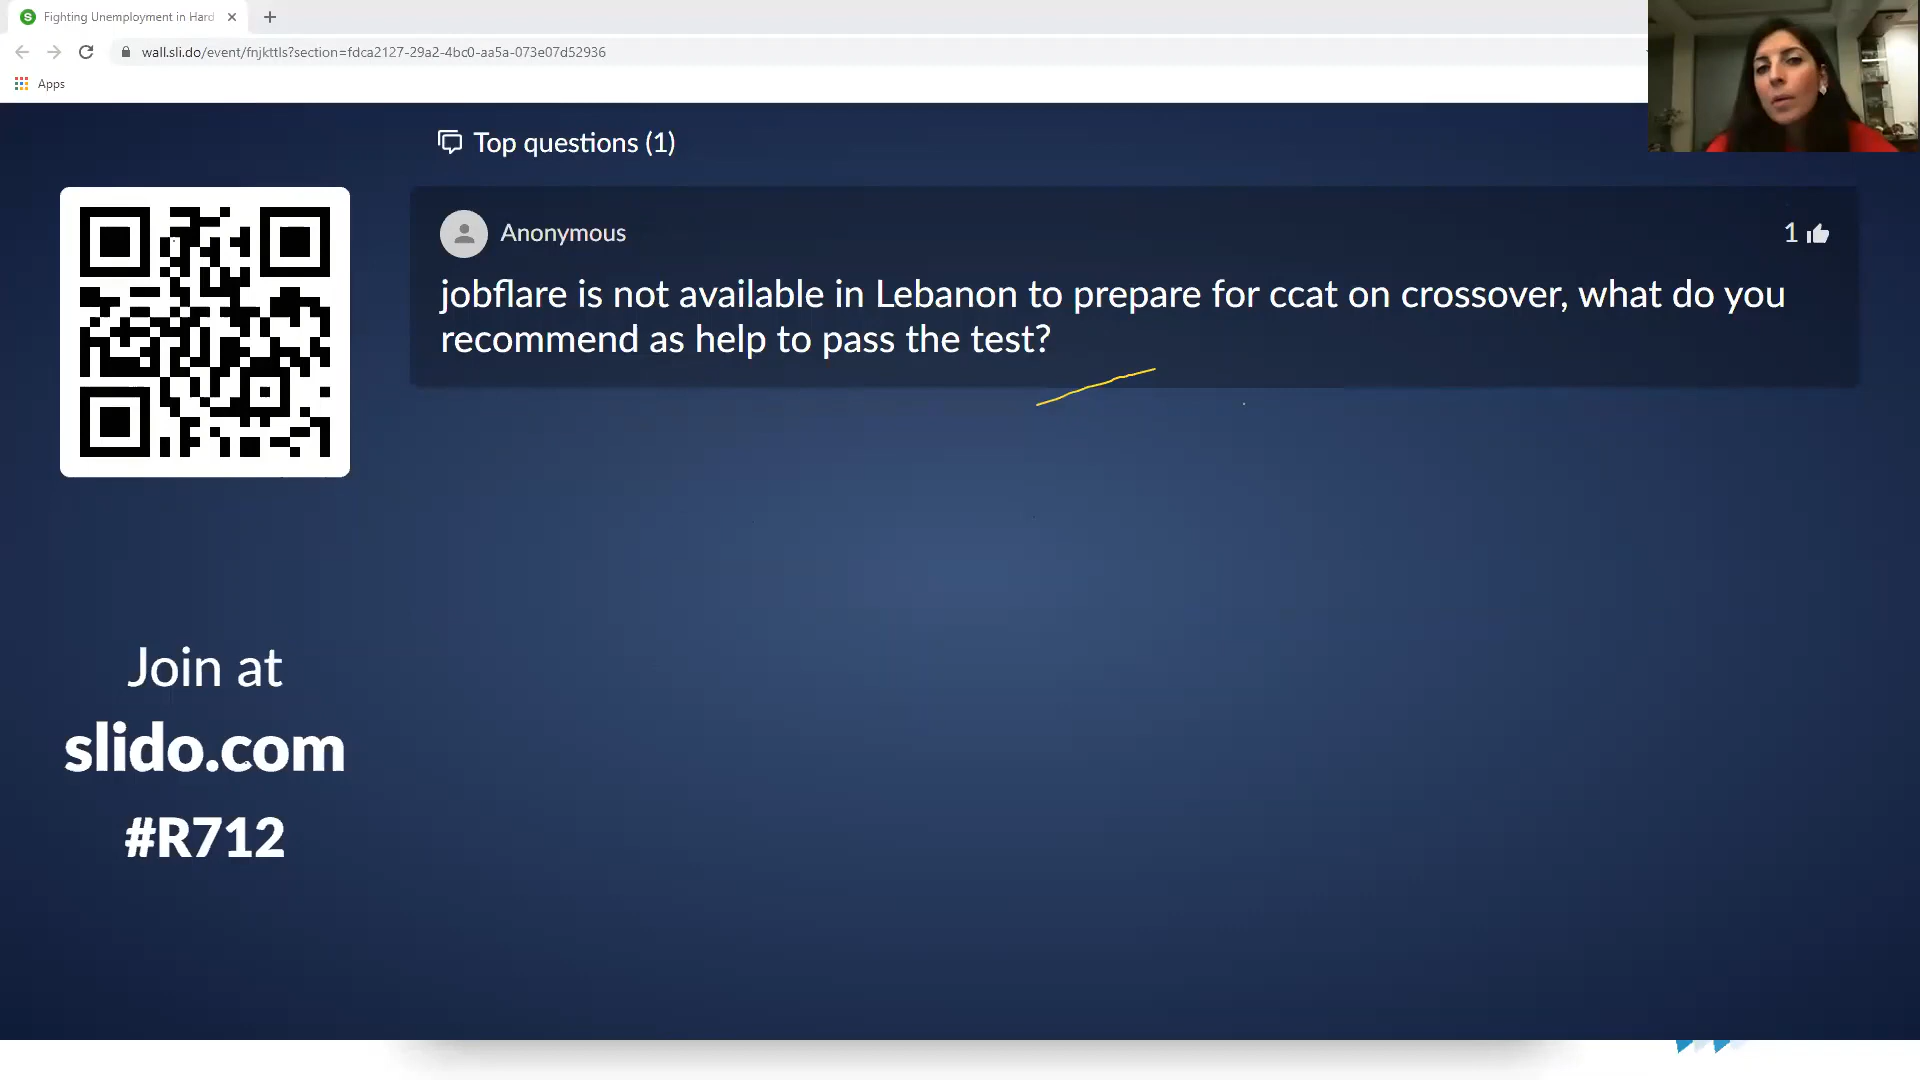 Fighting Unemployment in Hard
wall.sli.do/event/fnjkttls?section=fdca2127-29a2-4bc0-aa5a-073e07d52936
Apps
Top questions (1)
Anonymous
1
jobflare is not available in Lebanon to prepare for ccat on crossover, what do you
recommend as help to pass the test?
Join at
slido.com
#R712